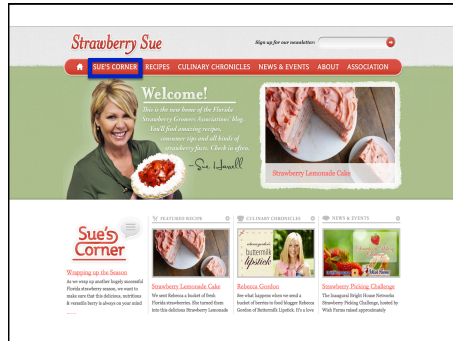 Strawberry Sue
Sign up for our newsletter
SUE'S CORNER RECIPES CULINARY CHRONICLES NEWS & EVENTS ABOUT ASSOCIATION
Welcome!
This is the new home of the Florida
Strawberry Growers Associations' blog.
You'll find amazing recipes,
consumer tips and all kinds of
strawberry facts. Check in often.
~Sue Harrell
Strawberry Lemonade Cake
Sue's
Corner
Wrapping up the Season
As we wrap up another hugely successful
Florida strawberry season, we want to
make sure that this delicious, nutritious
& versatile berry is always on your mind
FEATURED RECIPE
Strawberry Lemonade Cake
We sent Rebecca a bucket of fresh
Florida strawberries. She turned them
into this delicious Strawberry Lemonade
CULINARY CHRONICLES
buttermilk
lipstick
Rebecca Gordon
See what happens when we send a
bucket of berries to food blogger Rebecca
Gordon of Buttermilk Lipstick. It's a love
NEWS & EVENTS
Strawberry Picking Challenge
The Inaugural Bright House Networks
Strawberry Picking Challenge, hosted by
Wish Farms raised approximately